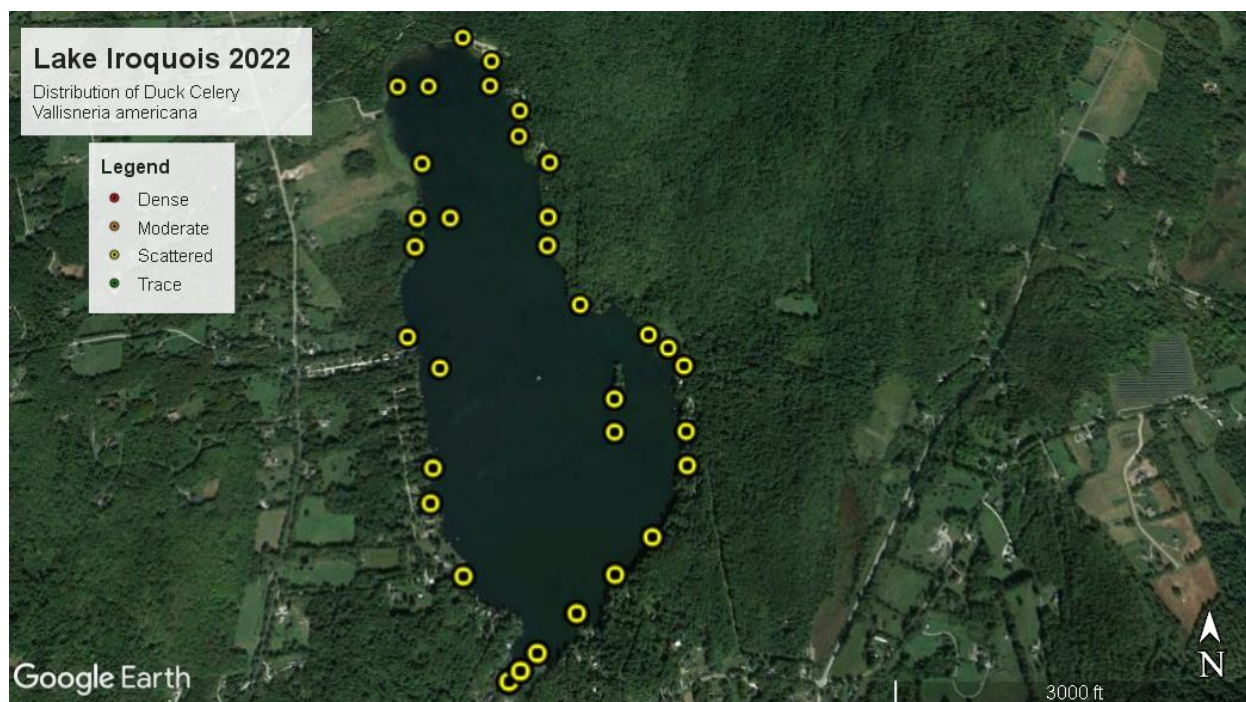 Lake Iroquois 2022
Distribution of Duck Celery
Vallisneria americana
Legend
Dense
Moderate
Scattered
Trace
Google Earth
N
3000 ft